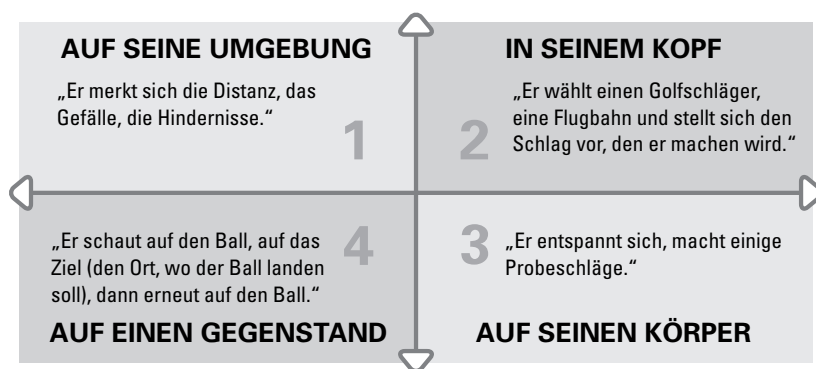 AUF SEINE UMGEBUNG
„Er merkt sich die Distanz, das
Gefälle, die Hindernisse.“
1
IN SEINEM KOPF
„Er wählt einen Golfschläger,
eine Flugbahn und stellt sich den
Schlag vor, den er machen wird.“
2
„Er schaut auf den Ball, auf das
Ziel (den Ort, wo der Ball landen
soll), dann erneut auf den Ball.“
4
AUF EINEN GEGENSTAND
3
„Er entspannt sich, macht einige
Probeschläge.“
AUF SEINEN KÖRPER